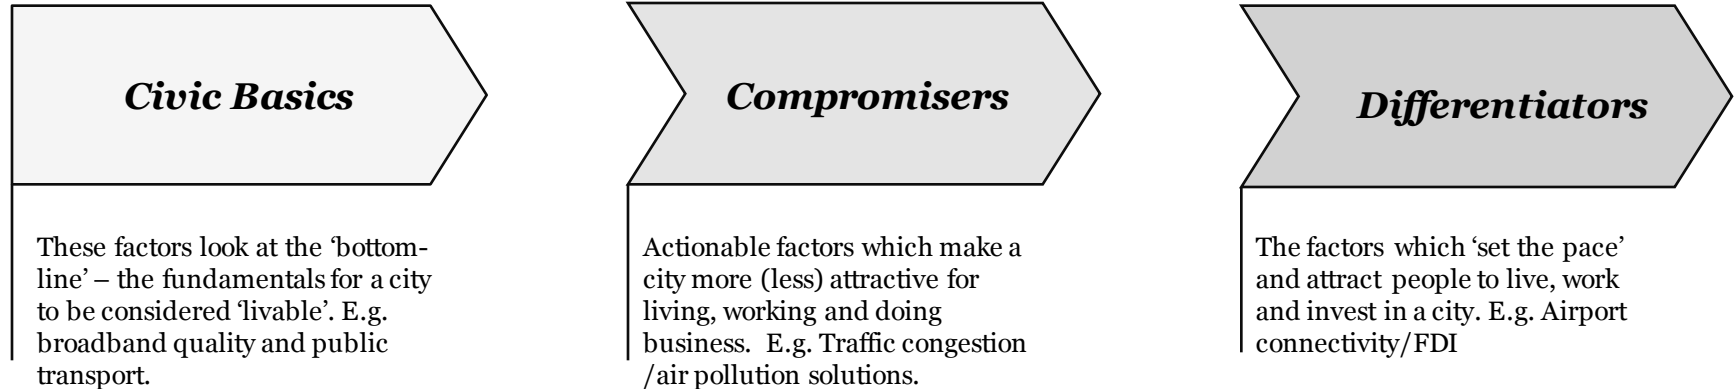 Civic Basics
These factors look at the ‘bottom-
line’ – the fundamentals for a city
to be considered ‘livable’. E.g.
broadband quality and public
transport.
Compromisers
Actionable factors which make a
city more (less) attractive for
living, working and doing
business.  E.g. Traffic congestion
/air pollution solutions.
Differentiators
The factors which ‘set the pace’
and attract people to live, work
and invest in a city. E.g. Airport
connectivity/FDI